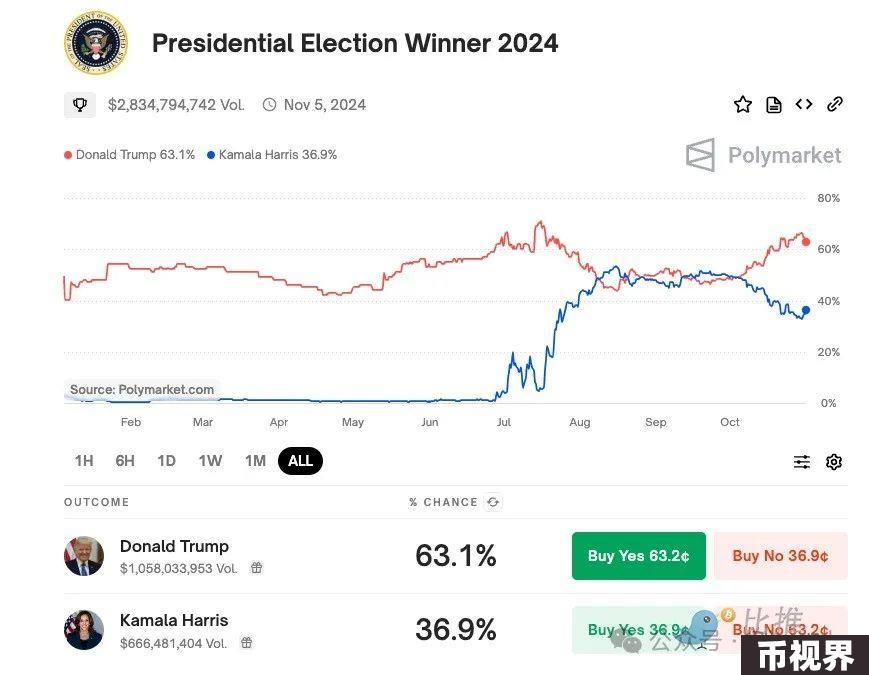 Presidential Election Winner 2024
$2,834,794,742 Vol. Nov 5, 2024
Donald Trump 63.1% Kamala Harris 36.9%
Polymarket
80%
60%
40%
20%
0%
Source: Polymarket.com
Feb Mar Apr May Jun Jul Aug Sep Oct
1H 6H 1D 1W 1M ALL
OUTCOME % CHANCE
Donald Trump
$1,058,033,953 Vol.
63.1%
Buy Yes 63.2¢ Buy No 36.9¢
Kamala Harris
$666,481,404 Vol.
36.9%
Buy Yes 36.9¢ Buy No 63.2¢
公众号 · 比推
币视界